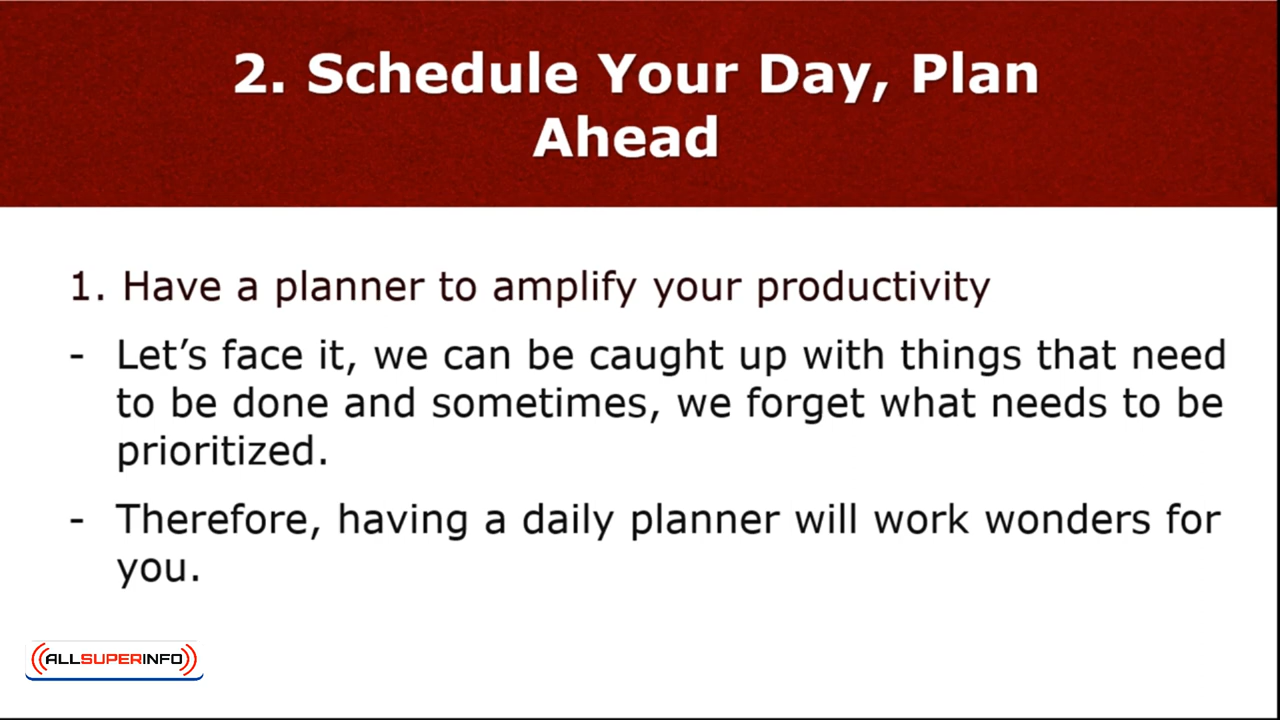 2. Schedule Your Day, Plan
Ahead
1. Have a planner to amplify your productivity
- Let’s face it, we can be caught up with things that need
to be done and sometimes, we forget what needs to be
prioritized.
- Therefore, having a daily planner will work wonders for
you.
ALLSUPERINFO